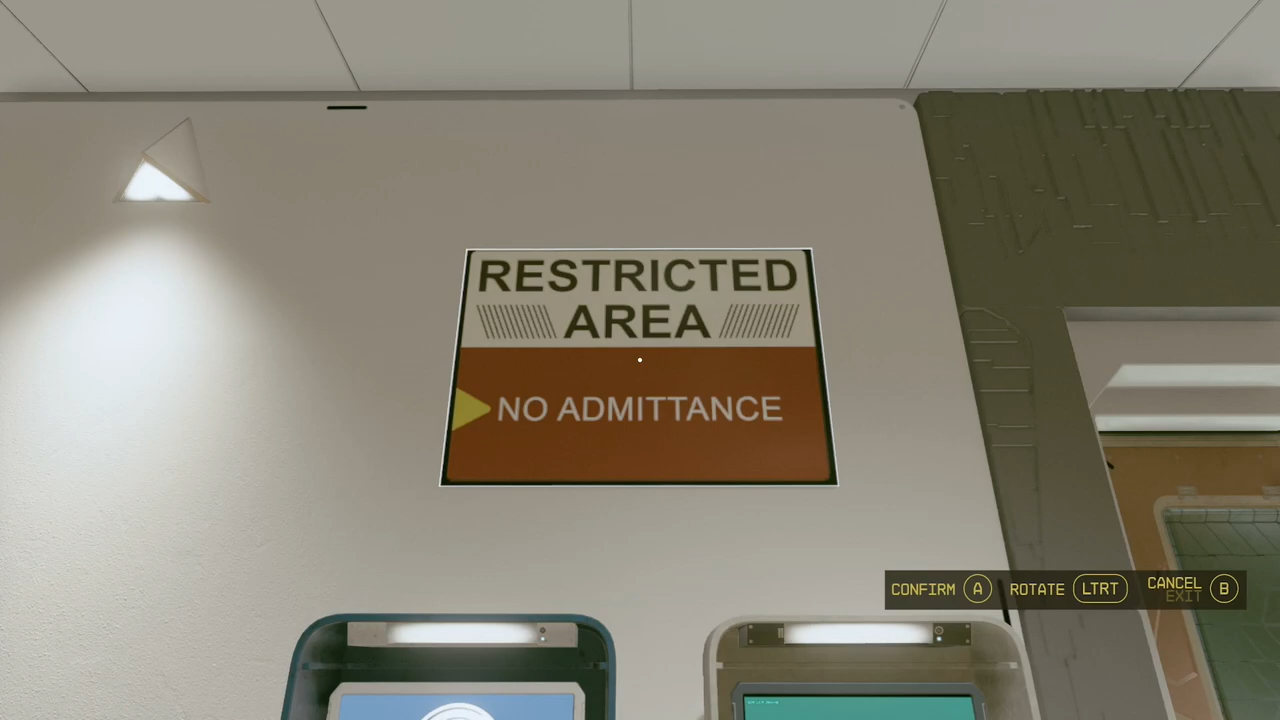 RESTRICTED
AREA
NO ADMITTANCE
CONFIRM A ROTATE LTRT CANCEL B
EXIT